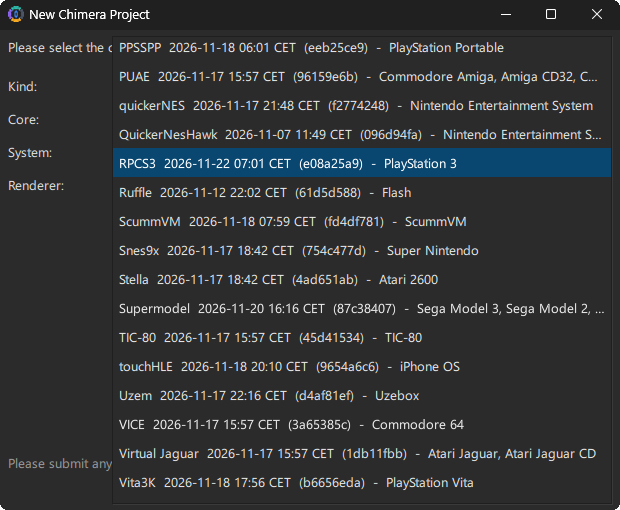 New Chimera Project
Please select the c
PPSSPP 2026-11-18 06:01 CET (eeb25ce9) - PlayStation Portable
PUAE 2026-11-17 15:57 CET (96159e6b) - Commodore Amiga, Amiga CD32, C...
Kind:
quickerNES 2026-11-17 21:48 CET (f2774248) - Nintendo Entertainment System
Core:
QuickerNesHawk 2026-11-07 11:49 CET (096d94fa) - Nintendo Entertainment S...
System:
RPCS3 2026-11-22 07:01 CET (e08a25a9) - PlayStation 3
Renderer:
Ruffle 2026-11-12 22:02 CET (61d5d588) - Flash
ScummVM 2026-11-18 07:59 CET (fd4df781) - ScummVM
Snes9x 2026-11-17 18:42 CET (754c477d) - Super Nintendo
Stella 2026-11-17 18:42 CET (4ad651ab) - Atari 2600
Supermodel 2026-11-20 16:16 CET (87c38407) - Sega Model 3, Sega Model 2, ...
TIC-80 2026-11-17 15:57 CET (45d41534) - TIC-80
touchHLE 2026-11-18 20:10 CET (9654a6c6) - iPhone OS
Uzem 2026-11-17 22:16 CET (d4af81ef) - Uzebox
VICE 2026-11-17 15:57 CET (3a65385c) - Commodore 64
Virtual Jaguar 2026-11-17 15:57 CET (1db11fbb) - Atari Jaguar, Atari Jaguar CD
Please submit any
Vita3K 2026-11-18 17:56 CET (b6656eda) - PlayStation Vita